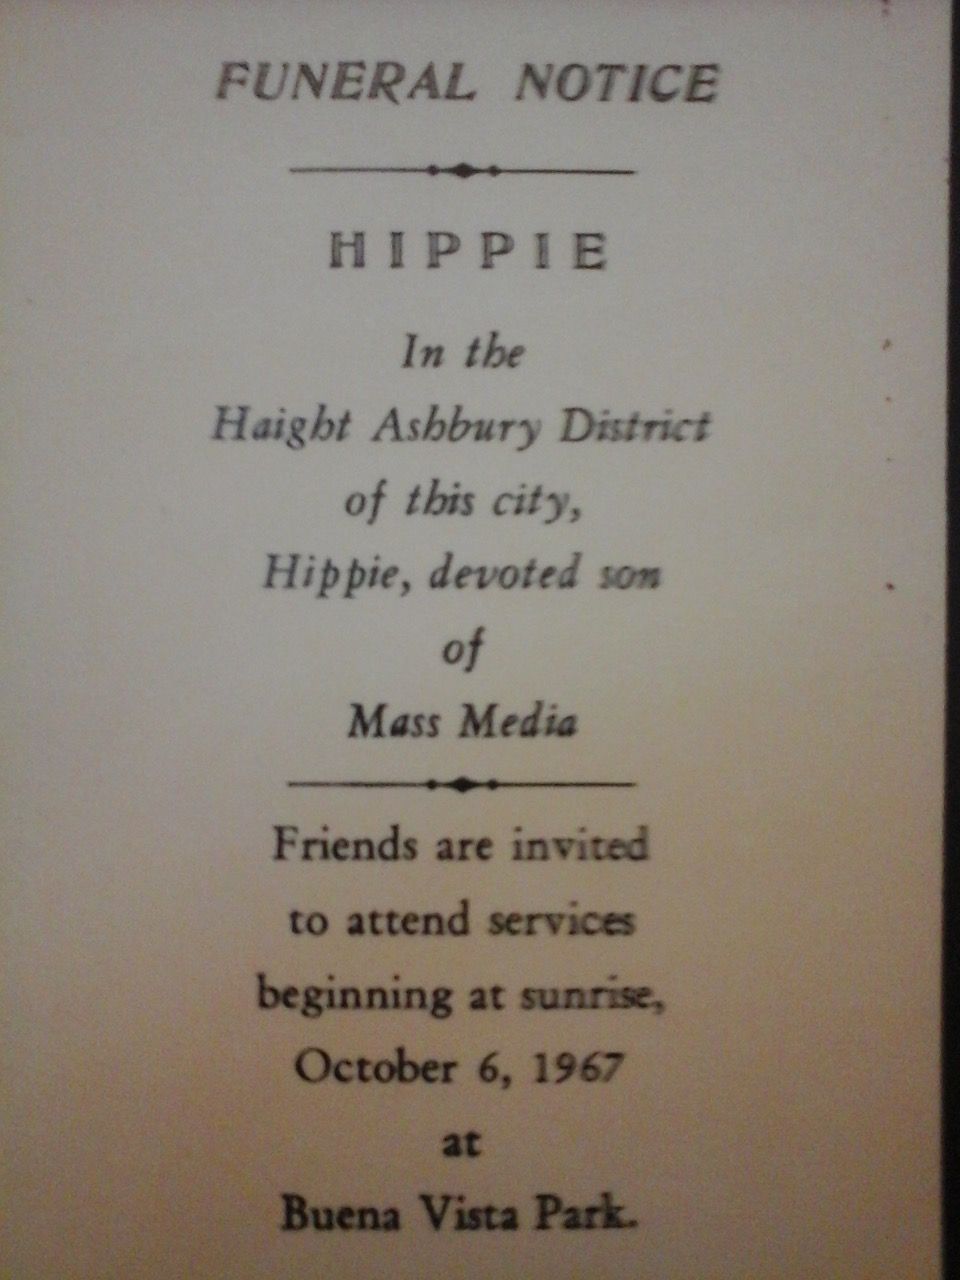 FUNERAL NOTICE
HIPPIE
In the
Haight Ashbury District
of this city,
Hippie, devoted son
of
Mass Media
Friends are invited
to attend services
beginning at sunrise,
October 6, 1967
at
Buena Vista Park.